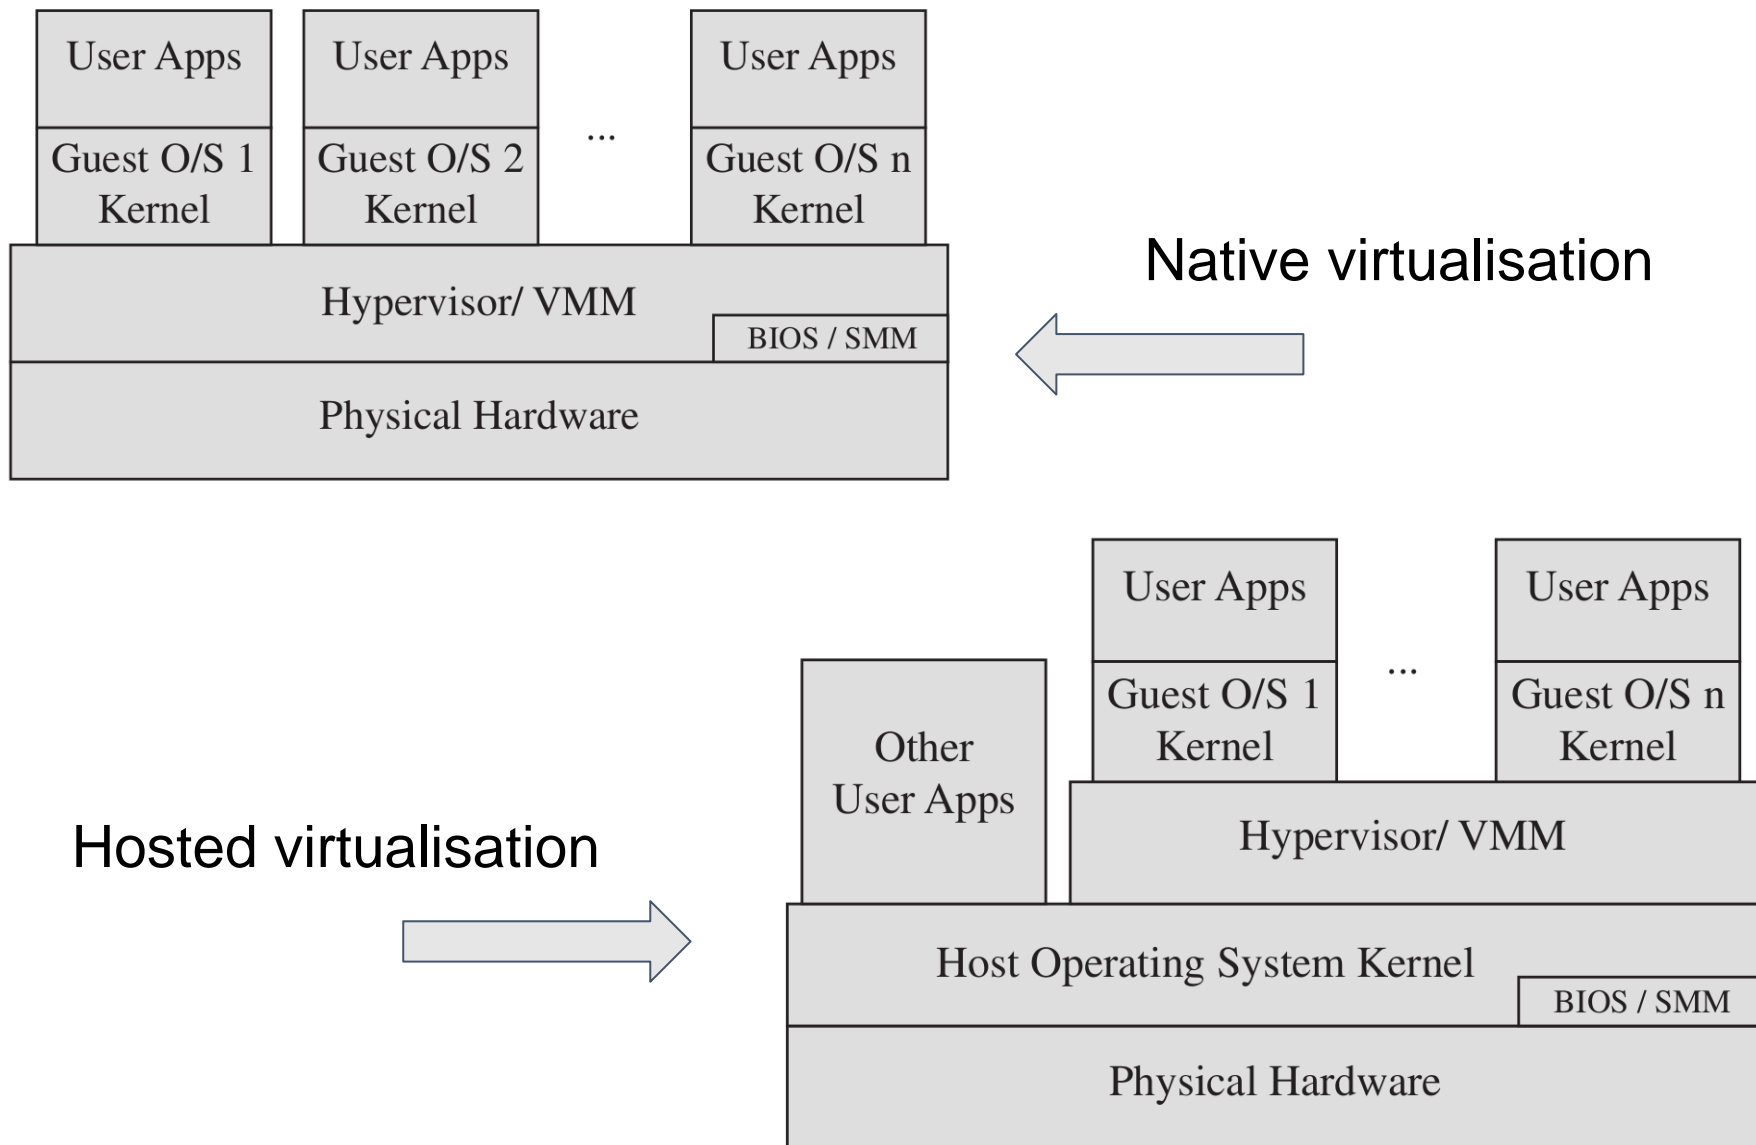 User Apps
User Apps
User Apps
...
Guest O/S 1
Kernel
Guest O/S 2
Kernel
Guest O/S n
Kernel
Hypervisor/ VMM
BIOS / SMM
Physical Hardware
Native virtualisation
User Apps
User Apps
...
Guest O/S 1
Kernel
Guest O/S n
Kernel
Other
User Apps
Hypervisor/ VMM
Hosted virtualisation
Host Operating System Kernel
BIOS / SMM
Physical Hardware